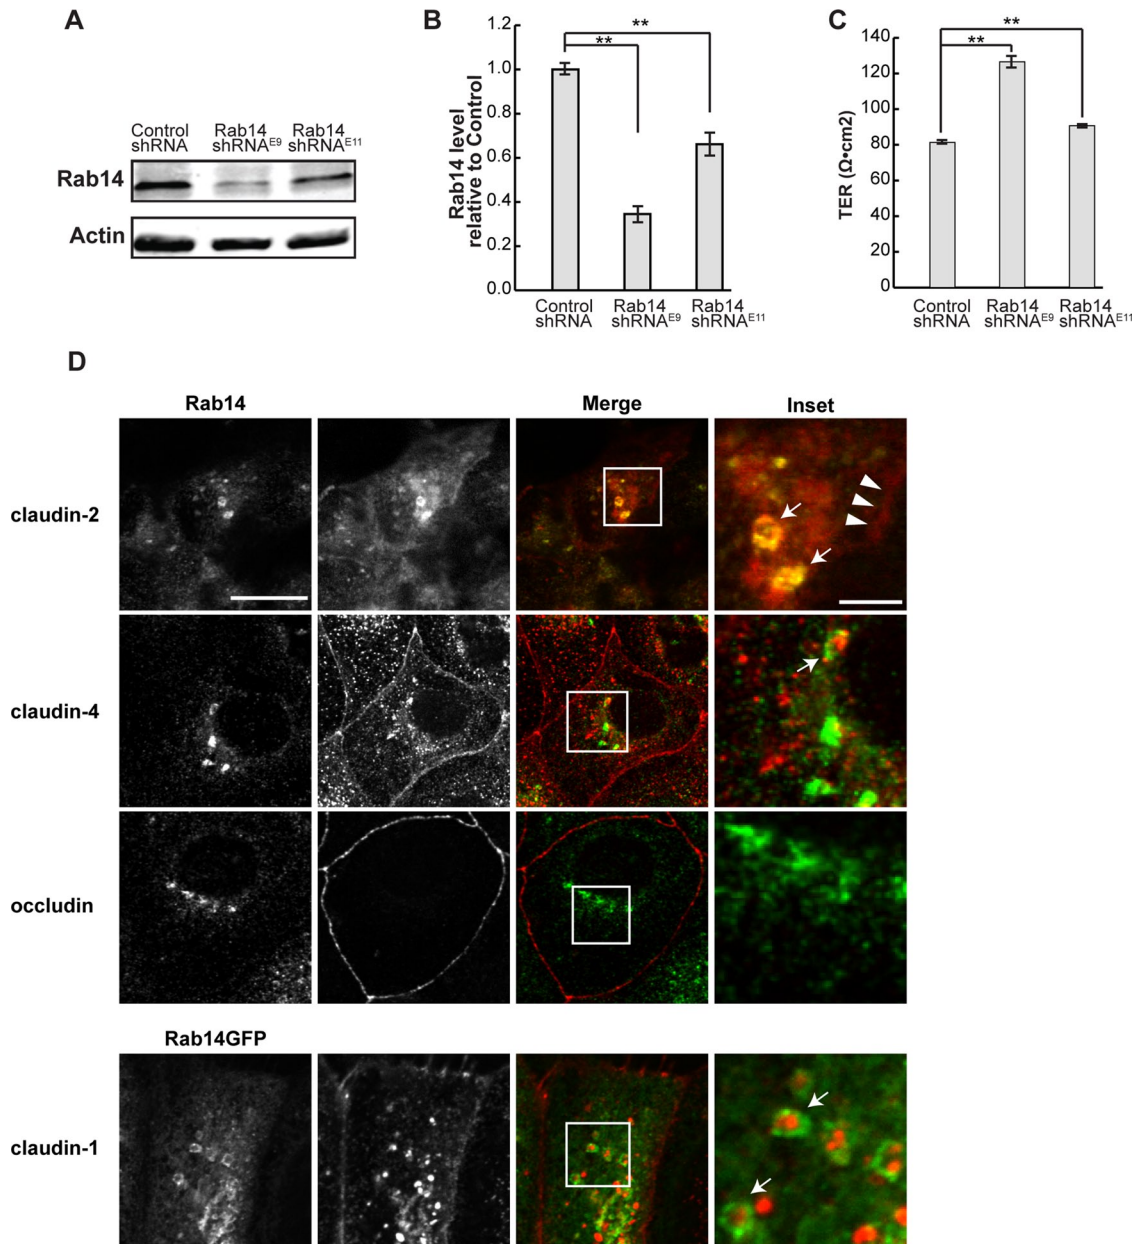 A
Control
shRNA
Rab14
shRNAE9
Rab14
shRNAE11
Rab14
Actin
B
Rab14 level
relative to Control
1.2
1.0
0.8
0.6
0.4
0.2
0.0
**
**
Control
shRNA
Rab14
shRNAE9
Rab14
shRNAE11
C
TER (Ω•cm2)
140
120
100
80
60
40
20
0
**
**
Control
shRNA
Rab14
shRNAE9
Rab14
shRNAE11
D
Rab14
Merge
Inset
claudin-2
claudin-4
occludin
Rab14GFP
claudin-1